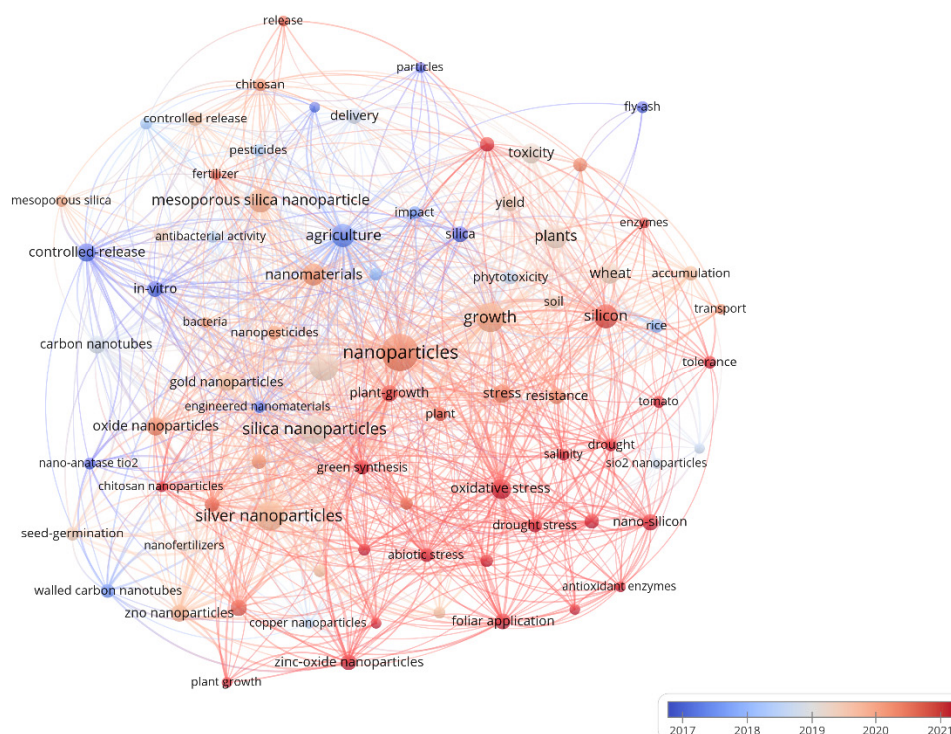 release
particles
chitosan
fly-ash
controlled release
delivery
pesticides
toxicity
fertilizer
mesoporous silica
mesoporous silica nanoparticle
yield
impact
enzymes
antibacterial activity
agriculture
silica
plants
controlled-release
nanomaterials
phytotoxicity
wheat
accumulation
in-vitro
soil
transport
bacteria
nanopesticides
growth
silicon
rice
carbon nanotubes
nanoparticles
tolerance
gold nanoparticles
plant-growth
stress
resistance
tomato
engineered nanomaterials
plant
oxide nanoparticles
silica nanoparticles
drought
salinity
nano-anatase tio2
green synthesis
sio2 nanoparticles
chitosan nanoparticles
oxidative stress
silver nanoparticles
drought stress
nano-silicon
seed-germination
nanofertilizers
abiotic stress
walled carbon nanotubes
antioxidant enzymes
zno nanoparticles
copper nanoparticles
foliar application
zinc-oxide nanoparticles
plant growth
2017 2018 2019 2020 2021